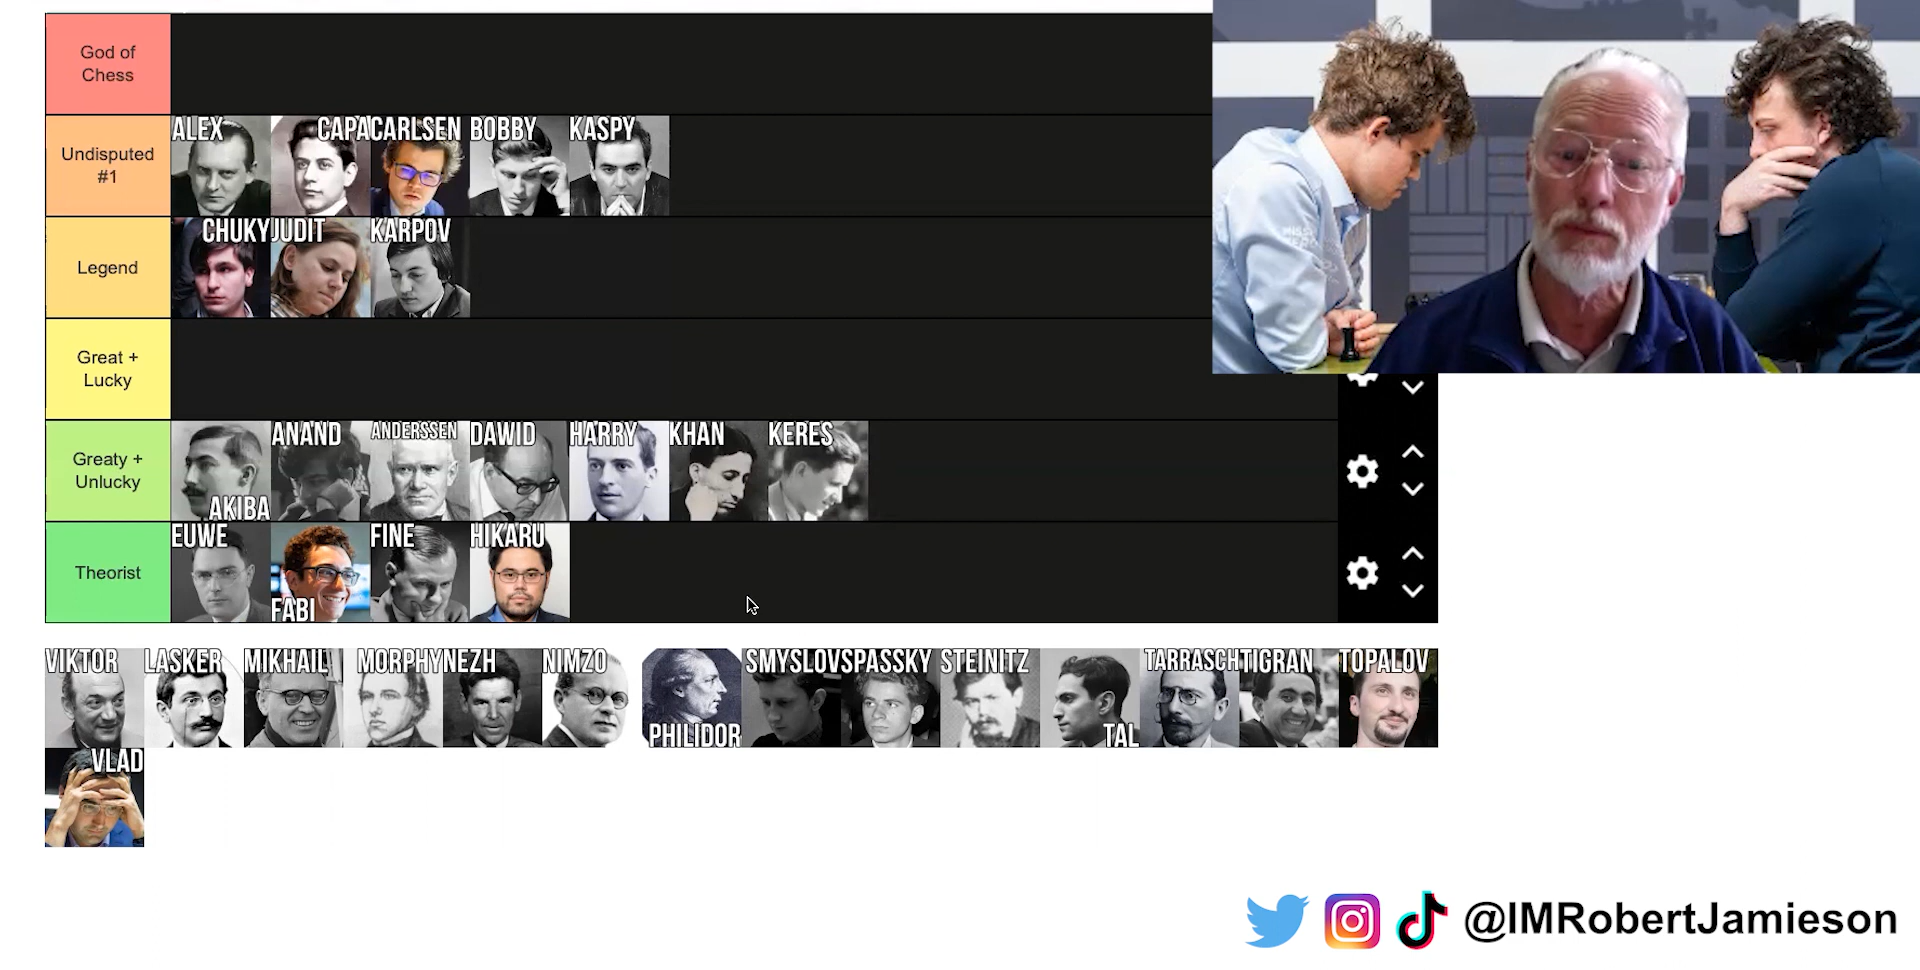 God of
Chess
ALEX CAPA CARLSEN BOBBY KASPY
Undisputed
#1
CHUKY JUDIT KARPOV
Legend
Great +
Lucky
ANAND ANDERSSEN DAWID HARRY KHAN KERES
Greaty +
Unlucky
AKIBA
EUWE FINE HIKARU
Theorist
FABI
VIKTOR LASKER MIKHAIL MORPHY NEZH NIMZO SMYSLOV SPASSKY STEINITZ TARRASCH TIGRAN TOPALOV
PHILIDOR TAL
VLAD
@IMRobertJamieson